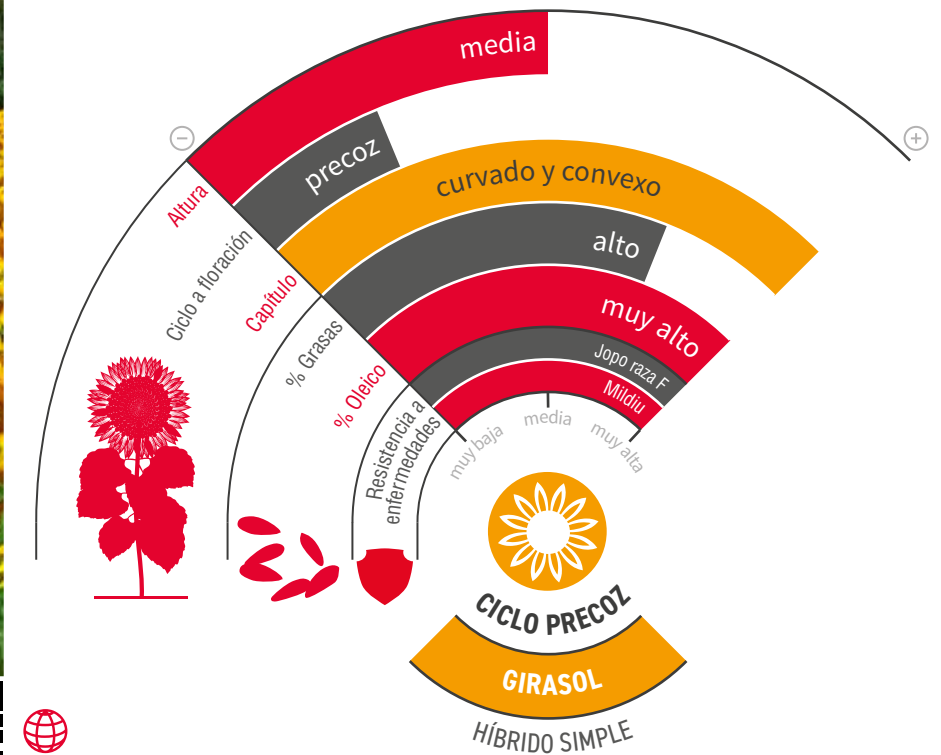 media
precoz
curvado y convexo
alto
muy alto
Jopo raza F
Mildiu
−
+
Altura
Ciclo a floración
Capítulo
% Grasas
% Oleico
Resistencia a
enfermedades
muy baja
media
muy alta
CICLO PRECOZ
GIRASOL
HÍBRIDO SIMPLE